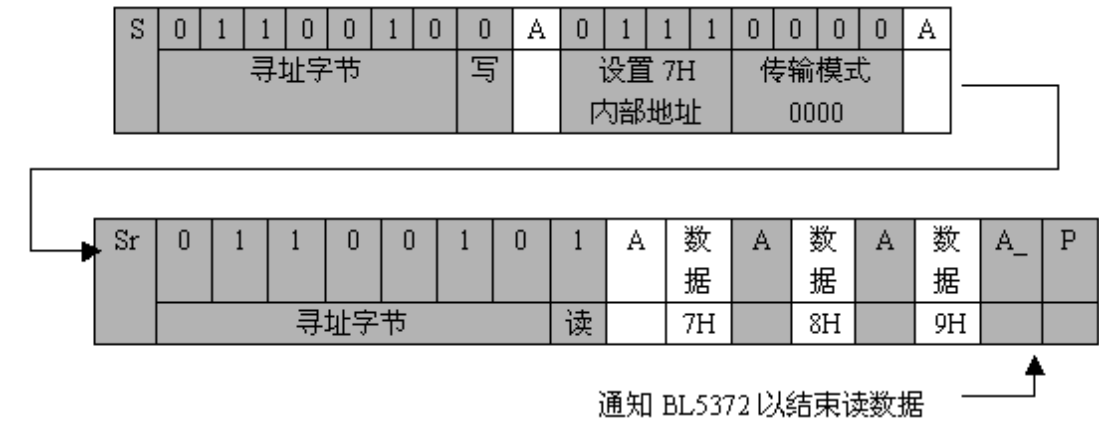 S 0 1 1 0 0 1 0 0 A 0 1 1 1 0 0 0 0 A
寻址字节 写 设置 7H 传输模式
内部地址 0000
Sr 0 1 1 0 0 1 0 1 A 数 A 数 A 数 A_ P
据 据 据
寻址字节 读 7H 8H 9H
通知 BL5372 以结束读数据